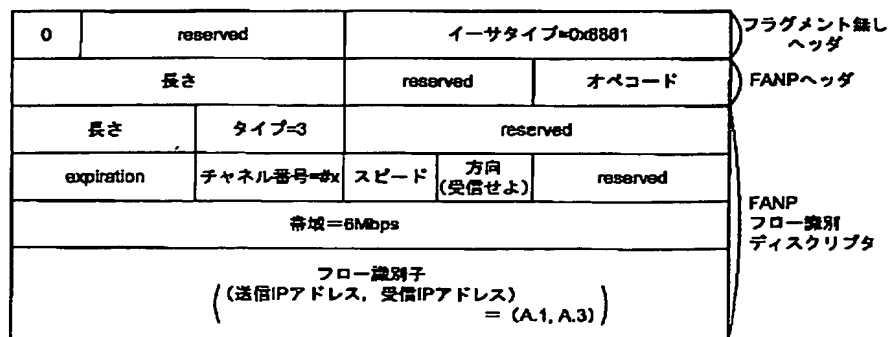 0 reserved イーサタイプ=0x8861 フラグメント無し
ヘッダ
長さ reserved オペコード FANPヘッダ
長さ タイプ=3 reserved
expiration チャネル番号=#x スピード 方向
(受信せよ) reserved
帯域=6Mbps
FANP
フロー識別
ディスクリプタ
フロー識別子
(送信IPアドレス, 受信IPアドレス)
= (A.1, A.3)